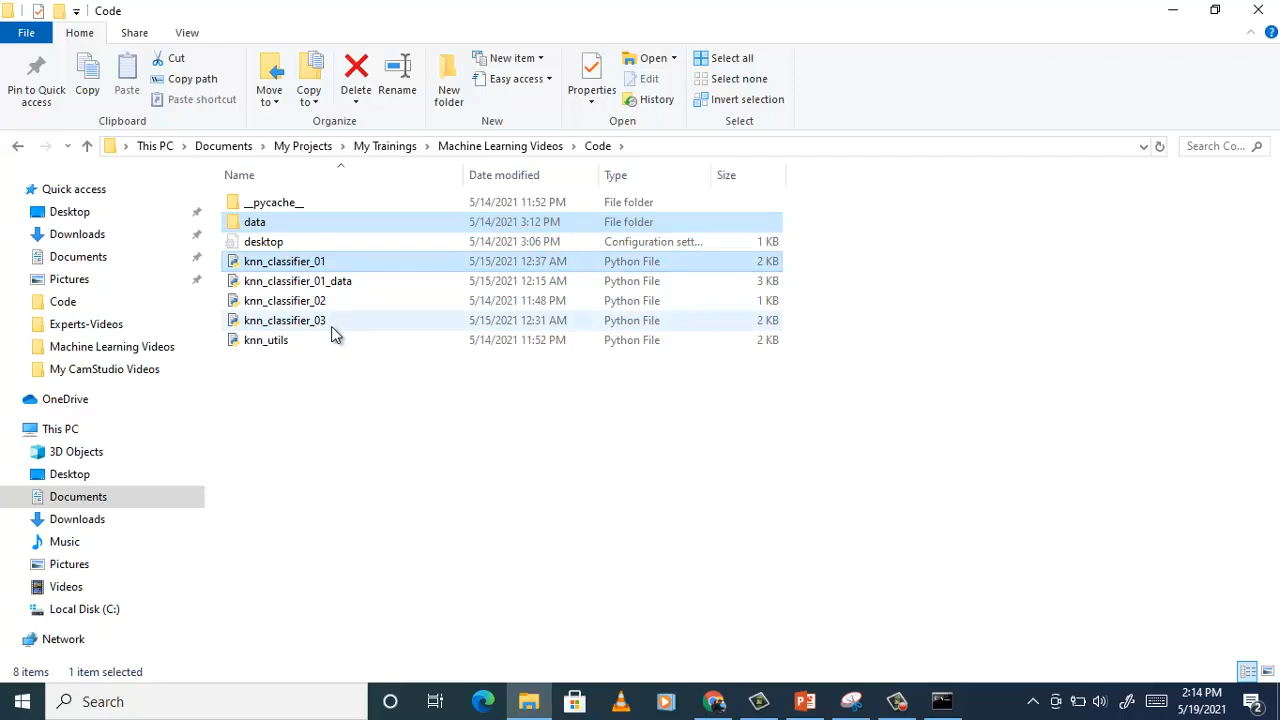 Code
File Home Share View
Pin to Quick access
Copy
Paste
Cut
Copy path
Paste shortcut
Clipboard
Move to
Copy to
Delete
Rename
Organize
New folder
New item
Easy access
New
Properties
Open
Edit
History
Open
Select all
Select none
Invert selection
Select
This PC > Documents > My Projects > My Trainings > Machine Learning Videos > Code >
Search Co...
Name Date modified Type Size
__pycache__ 5/14/2021 11:52 PM File folder
data 5/14/2021 3:12 PM File folder
desktop 5/14/2021 3:06 PM Configuration sett... 1 KB
knn_classifier_01 5/15/2021 12:37 AM Python File 2 KB
knn_classifier_01_data 5/15/2021 12:15 AM Python File 3 KB
knn_classifier_02 5/14/2021 11:48 PM Python File 1 KB
knn_classifier_03 5/15/2021 12:31 AM Python File 2 KB
knn_utils 5/14/2021 11:52 PM Python File 2 KB
Quick access
Desktop
Downloads
Documents
Pictures
Code
Experts-Videos
Machine Learning Videos
My CamStudio Videos
OneDrive
This PC
3D Objects
Desktop
Documents
Downloads
Music
Pictures
Videos
Local Disk (C:)
Network
8 items 1 item selected
Search
2:14 PM
5/19/2021
2